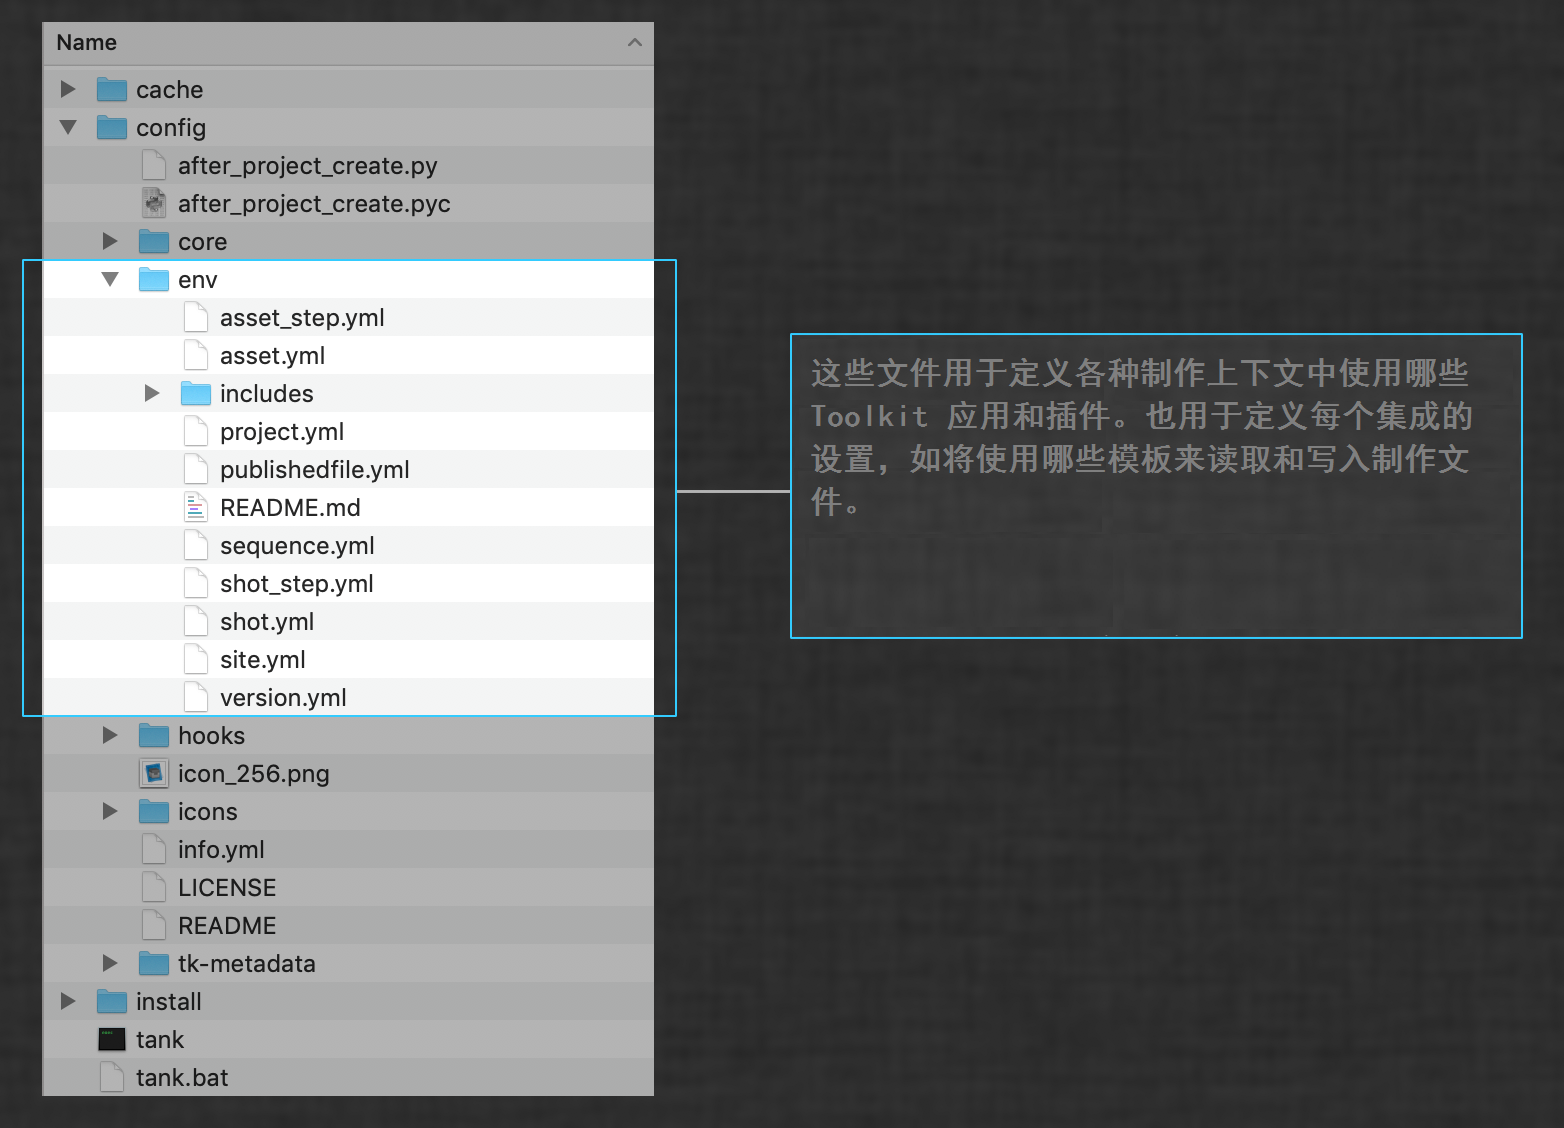 Name
cache
config
after_project_create.py
after_project_create.pyc
core
env
asset_step.yml
asset.yml
includes
project.yml
publishedfile.yml
README.md
sequence.yml
shot_step.yml
shot.yml
site.yml
version.yml
hooks
icon_256.png
icons
info.yml
LICENSE
README
tk-metadata
install
tank
tank.bat
这些文件用于定义各种制作上下文中使用哪些
Toolkit 应用和插件。也用于定义每个集成的
设置，如将使用哪些模板来读取和写入制作文
件。